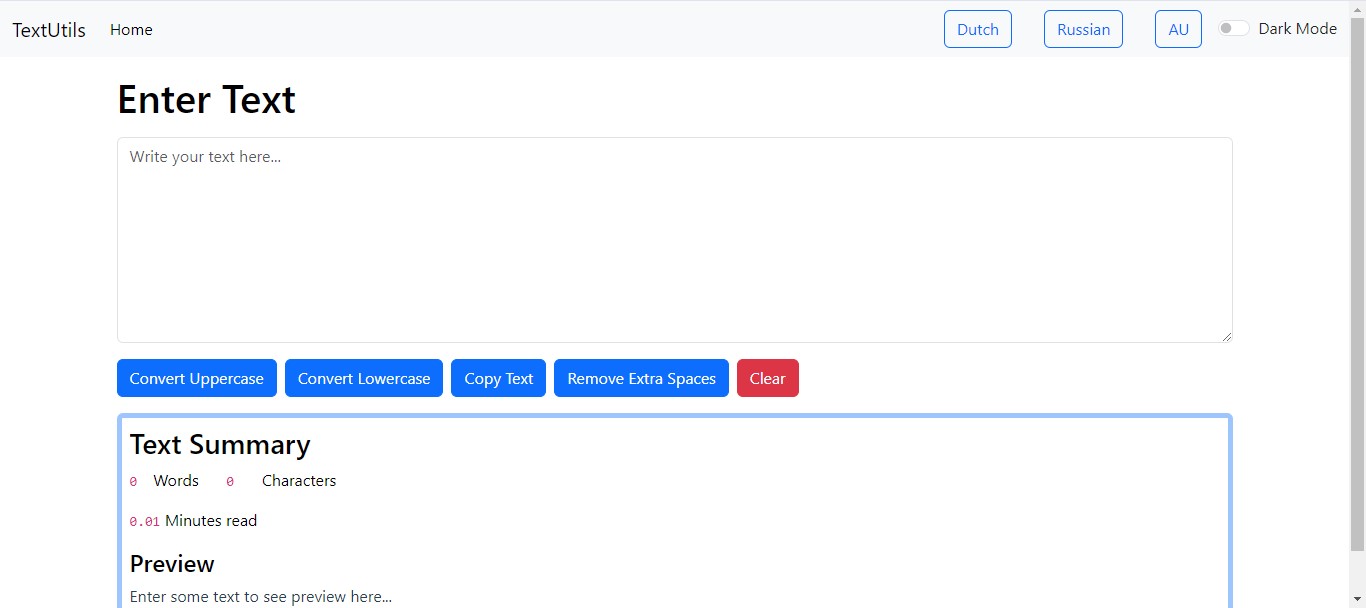 TextUtils Home Dutch Russian AU Dark Mode
Enter Text
Write your text here...
Convert Uppercase Convert Lowercase Copy Text Remove Extra Spaces Clear
Text Summary
0 Words 0 Characters
0.01 Minutes read
Preview
Enter some text to see preview here...